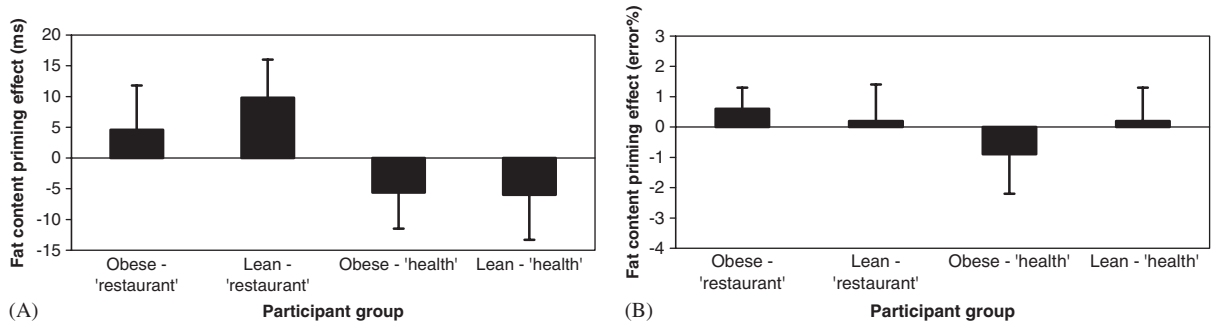 Fat content priming effect (ms)
20
15
10
5
0
-5
-10
-15
Obese -
'restaurant'
Lean -
'restaurant'
Obese - 'health'
Lean - 'health'
(A)
Participant group
Fat content priming effect (error%)
3
2
1
0
-1
-2
-3
-4
Obese -
'restaurant'
Lean -
'restaurant'
Obese - 'health'
Lean - 'health'
(B)
Participant group